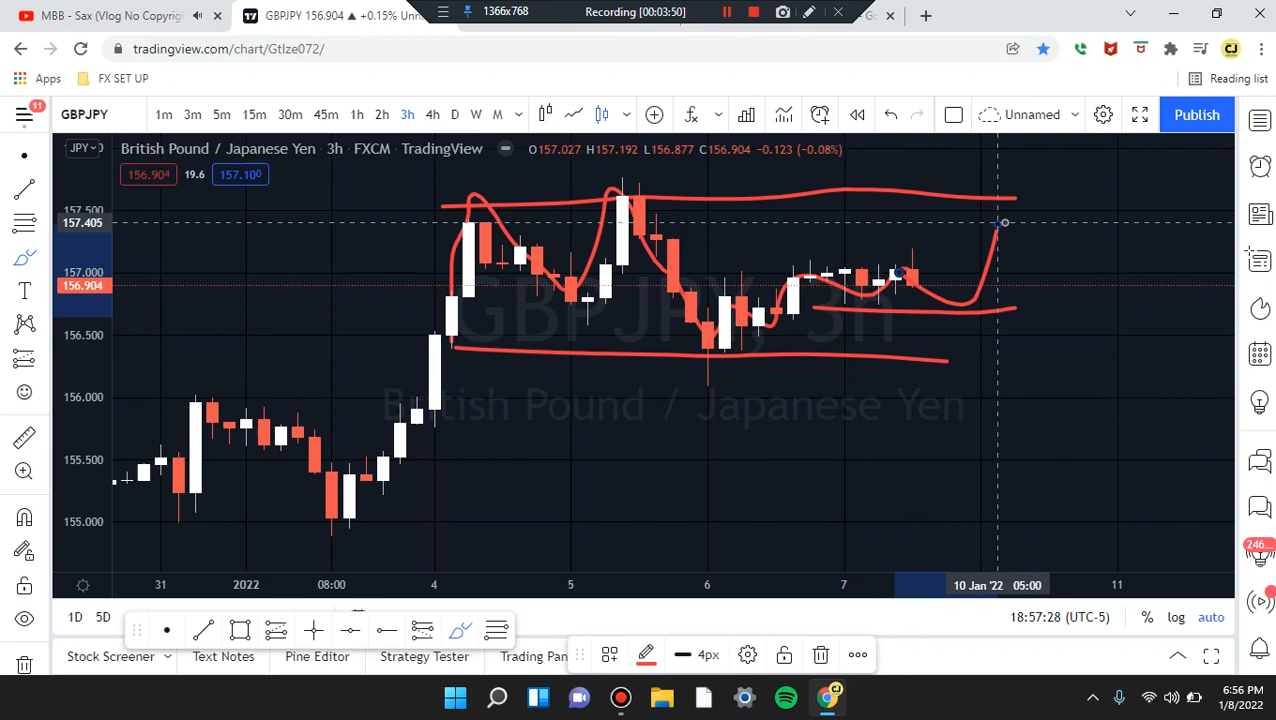 MBB - Sax (Vlog No Copyrigh
GBPJPY 156.904 ▲ +0.15% Unn
1366x768
Recording [00:03:50]
tradingview.com/chart/Gtlze072/
Apps
FX SET UP
Reading list
11
GBPJPY
1m 3m 5m 15m 30m 45m 1h 2h 3h 4h D W M
Unnamed
Publish
JPY
British Pound / Japanese Yen · 3h · FXCM · TradingView
O157.027 H157.192 L156.877 C156.904 -0.123 (-0.08%)
156.904
19.6
157.100
157.500
157.405
157.000
156.904
156.500
156.000
155.500
155.000
GBPJPY, 3h
British Pound / Japanese Yen
31 2022 08:00 4 5 6 7 10 Jan '22 05:00 11
1D 5D
18:57:28 (UTC-5)
% log auto
4px
Stock Screener
Text Notes
Pine Editor
Strategy Tester
Trading Pan
246
6:56 PM
1/8/2022